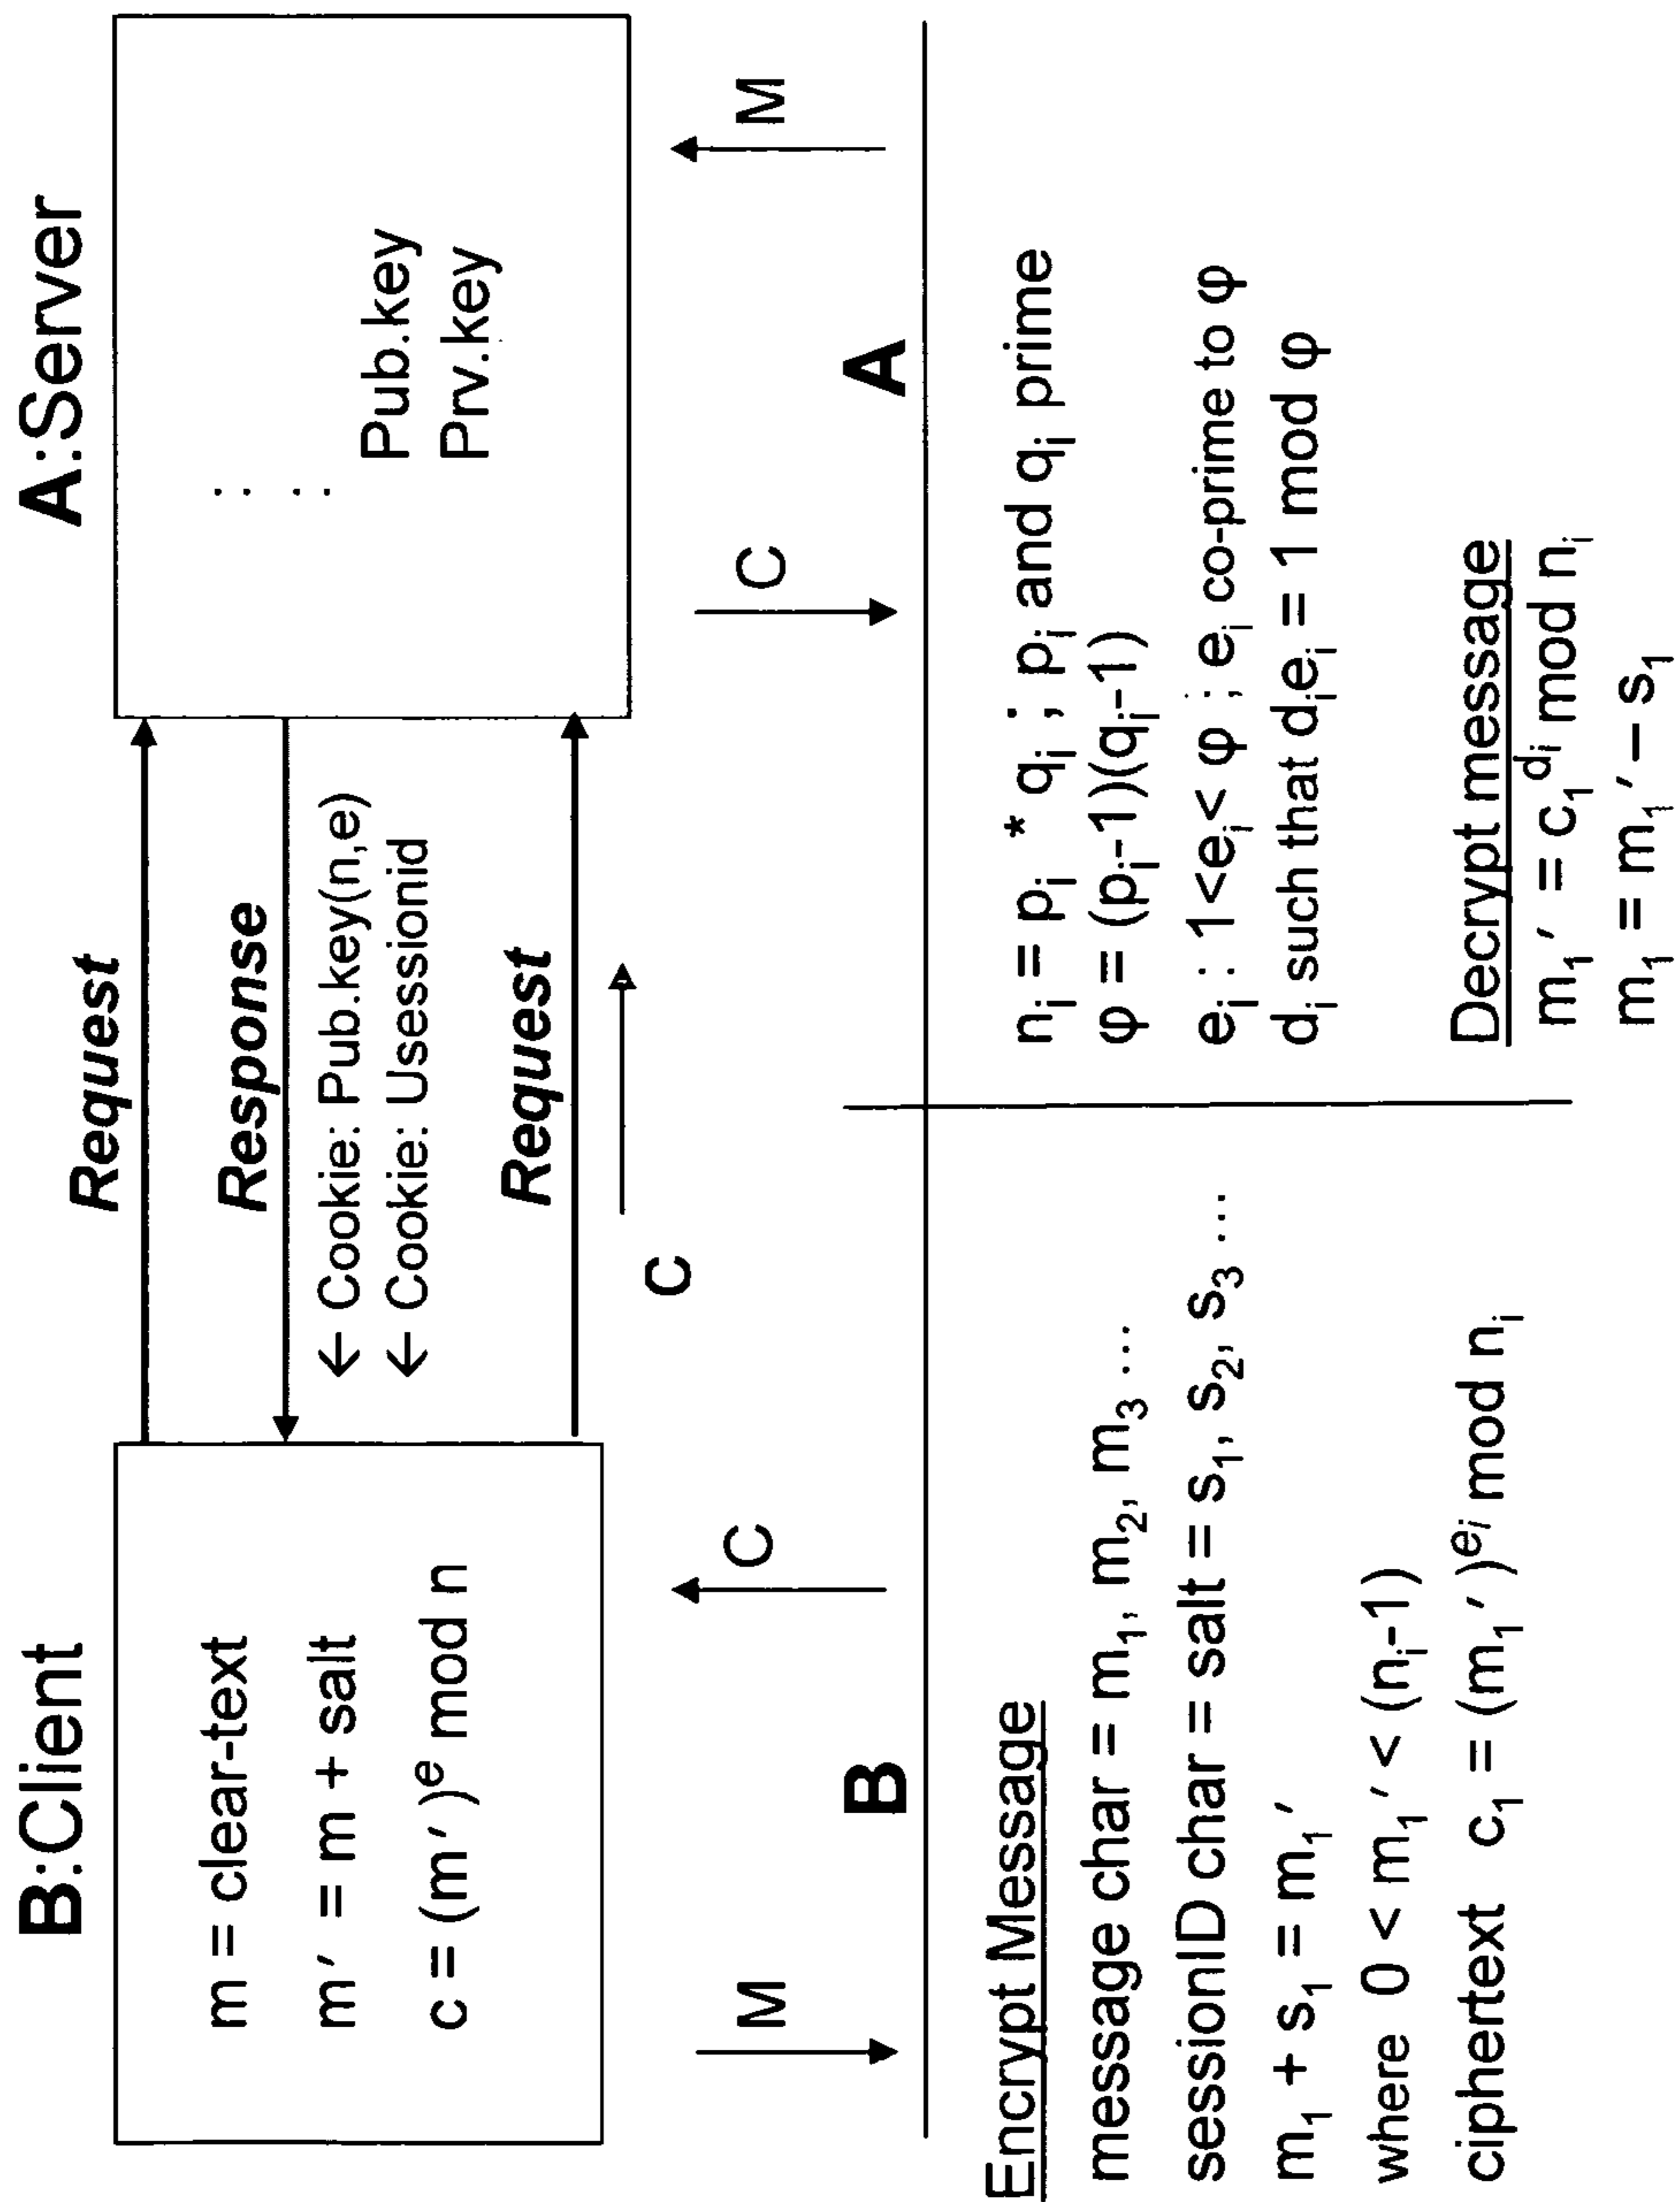 B:Client
A:Server
m = clear-text
m′ = m + salt
c = (m′)^e mod n
Request
Response
← Cookie: Pub.key(n,e)
← Cookie: Usessionid
Request
C
: :
Pub.key
Prv.key
M
C
C
M
B
A
Encrypt Message
message char = m₁, m₂, m₃ ...
sessionID char = salt = s₁, s₂, s₃ ...
m₁ + s₁ = m₁′
where 0 < m₁′ < (nᵢ-1)
ciphertext c₁ = (m₁′)^eᵢ mod nᵢ
nᵢ = pᵢ * qᵢ ; pᵢ and qᵢ prime
φ = (pᵢ-1)(qᵢ-1)
eᵢ : 1<eᵢ< φ ; eᵢ co-prime to φ
dᵢ such that dᵢeᵢ = 1 mod φ
Decrypt message
m₁′ = c₁^dᵢ mod nᵢ
m₁ = m₁′ – s₁